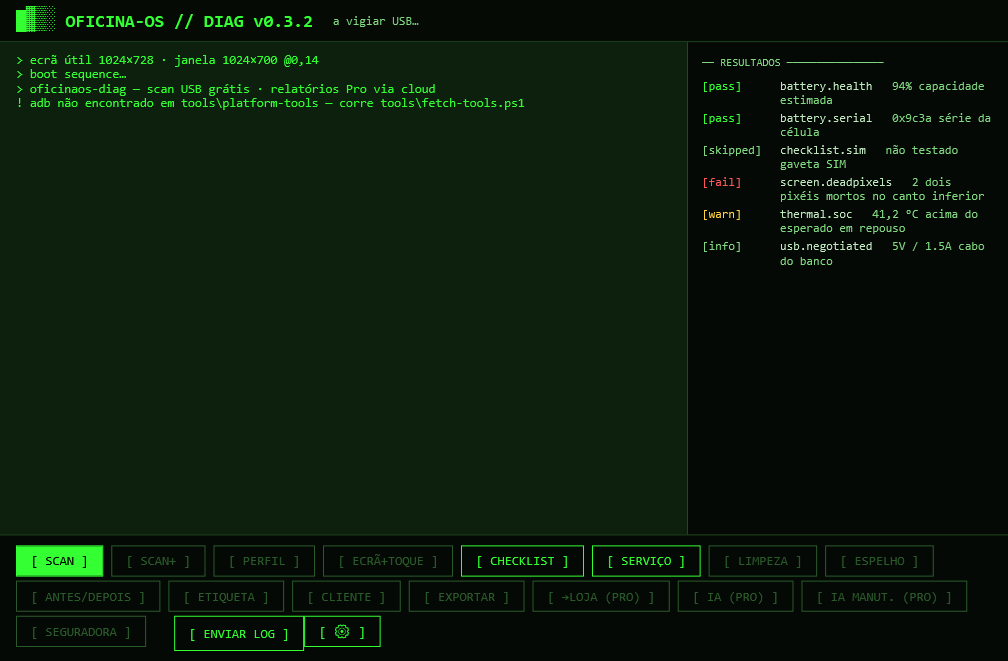 OFICINA-OS // DIAG v0.3.2 a vigiar USB…
> ecrã útil 1024×728 · janela 1024×700 @0,14
> boot sequence…
> oficinaos-diag — scan USB grátis · relatórios Pro via cloud
! adb não encontrado em tools\platform-tools — corre tools\fetch-tools.ps1
── RESULTADOS ───────────────
[pass] battery.health 94% capacidade
estimada
[pass] battery.serial 0x9c3a série da
célula
[skipped] checklist.sim não testado
gaveta SIM
[fail] screen.deadpixels 2 dois
pixéis mortos no canto inferior
[warn] thermal.soc 41,2 °C acima do
esperado em repouso
[info] usb.negotiated 5V / 1.5A cabo
do banco
[ SCAN ] [ SCAN+ ] [ PERFIL ] [ ECRÃ+TOQUE ] [ CHECKLIST ] [ SERVIÇO ] [ LIMPEZA ] [ ESPELHO ]
[ ANTES/DEPOIS ] [ ETIQUETA ] [ CLIENTE ] [ EXPORTAR ] [ →LOJA (PRO) ] [ IA (PRO) ] [ IA MANUT. (PRO) ]
[ SEGURADORA ] [ ENVIAR LOG ] [ ⚙ ]